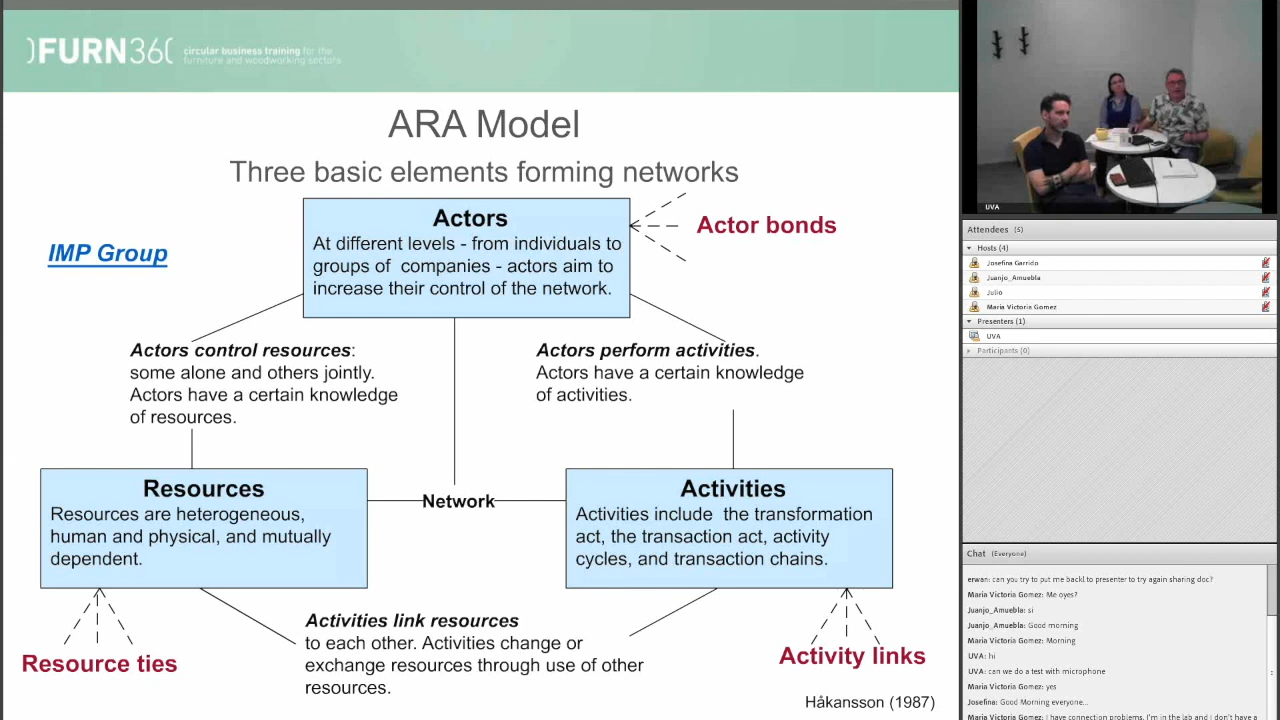 )FURN36(
circular business training for the
furniture and woodworking sectors
ARA Model
Three basic elements forming networks
IMP Group
Actors
At different levels - from individuals to
groups of  companies - actors aim to
increase their control of the network.
Actor bonds
Actors control resources:
some alone and others jointly.
Actors have a certain knowledge
of resources.
Actors perform activities.
Actors have a certain knowledge
of activities.
Resources
Resources are heterogeneous,
human and physical, and mutually
dependent.
Network
Activities
Activities include  the transformation
act, the transaction act, activity
cycles, and transaction chains.
Resource ties
Activities link resources
to each other. Activities change or
exchange resources through use of other
resources.
Activity links
Håkansson (1987)
UVA
Attendees (5)
Hosts (4)
Josefina Garrido
Juanjo_Amuebla
Julio
Maria Victoria Gomez
Presenters (1)
UVA
Participants (0)
Chat (Everyone)
erwan: can you try to put me backl to presenter to try again sharing doc?
Maria Victoria Gomez: Me oyes?
Juanjo_Amuebla: si
Juanjo_Amuebla: Good morning
Maria Victoria Gomez: Morning
UVA: hi
UVA: can we do a test with microphone
Maria Victoria Gomez: yes
Josefina: Good Morning everyone...
Maria Victoria Gomez: I have connection problems. I'm in the lab and I don't have a